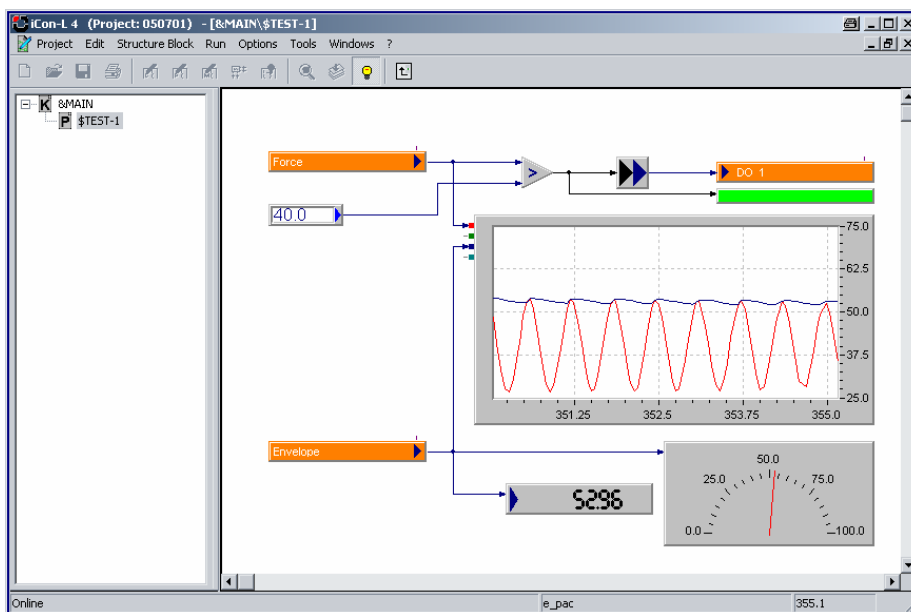 iCon-L 4 (Project: 050701) - [&MAIN\$TEST-1]
Project Edit Structure Block Run Options Tools Windows ?
K &MAIN
P $TEST-1
Force
>
DO 1
40.0
75.0
62.5
50.0
37.5
25.0
351.25 352.5 353.75 355.0
Envelope
52.96
50.0
25.0 75.0
0.0 100.0
Online e_pac 355.1